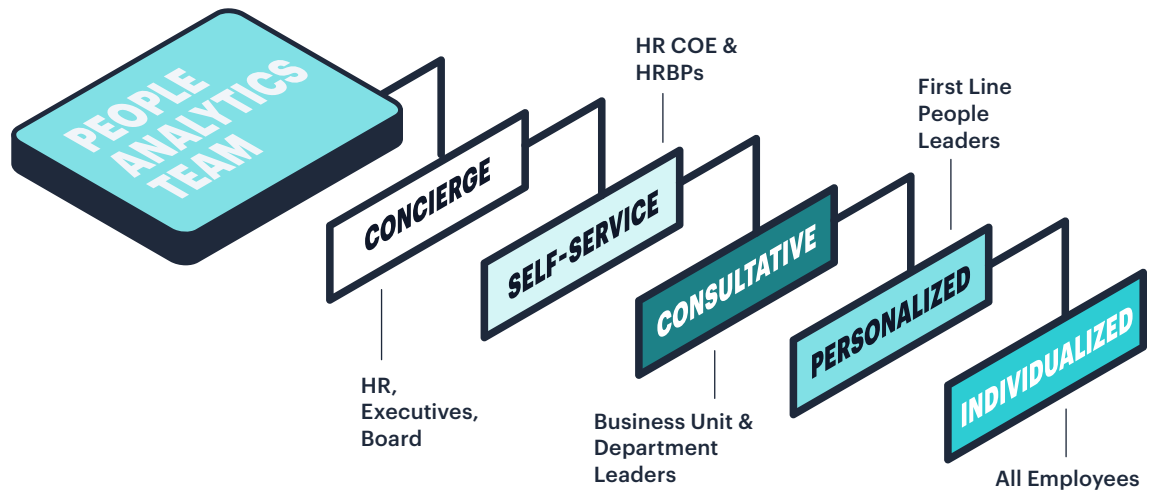 PEOPLE
ANALYTICS
TEAM
CONCIERGE
HR,
Executives,
Board
SELF-SERVICE
HR COE &
HRBPs
CONSULTATIVE
Business Unit &
Department
Leaders
PERSONALIZED
First Line
People
Leaders
INDIVIDUALIZED
All Employees